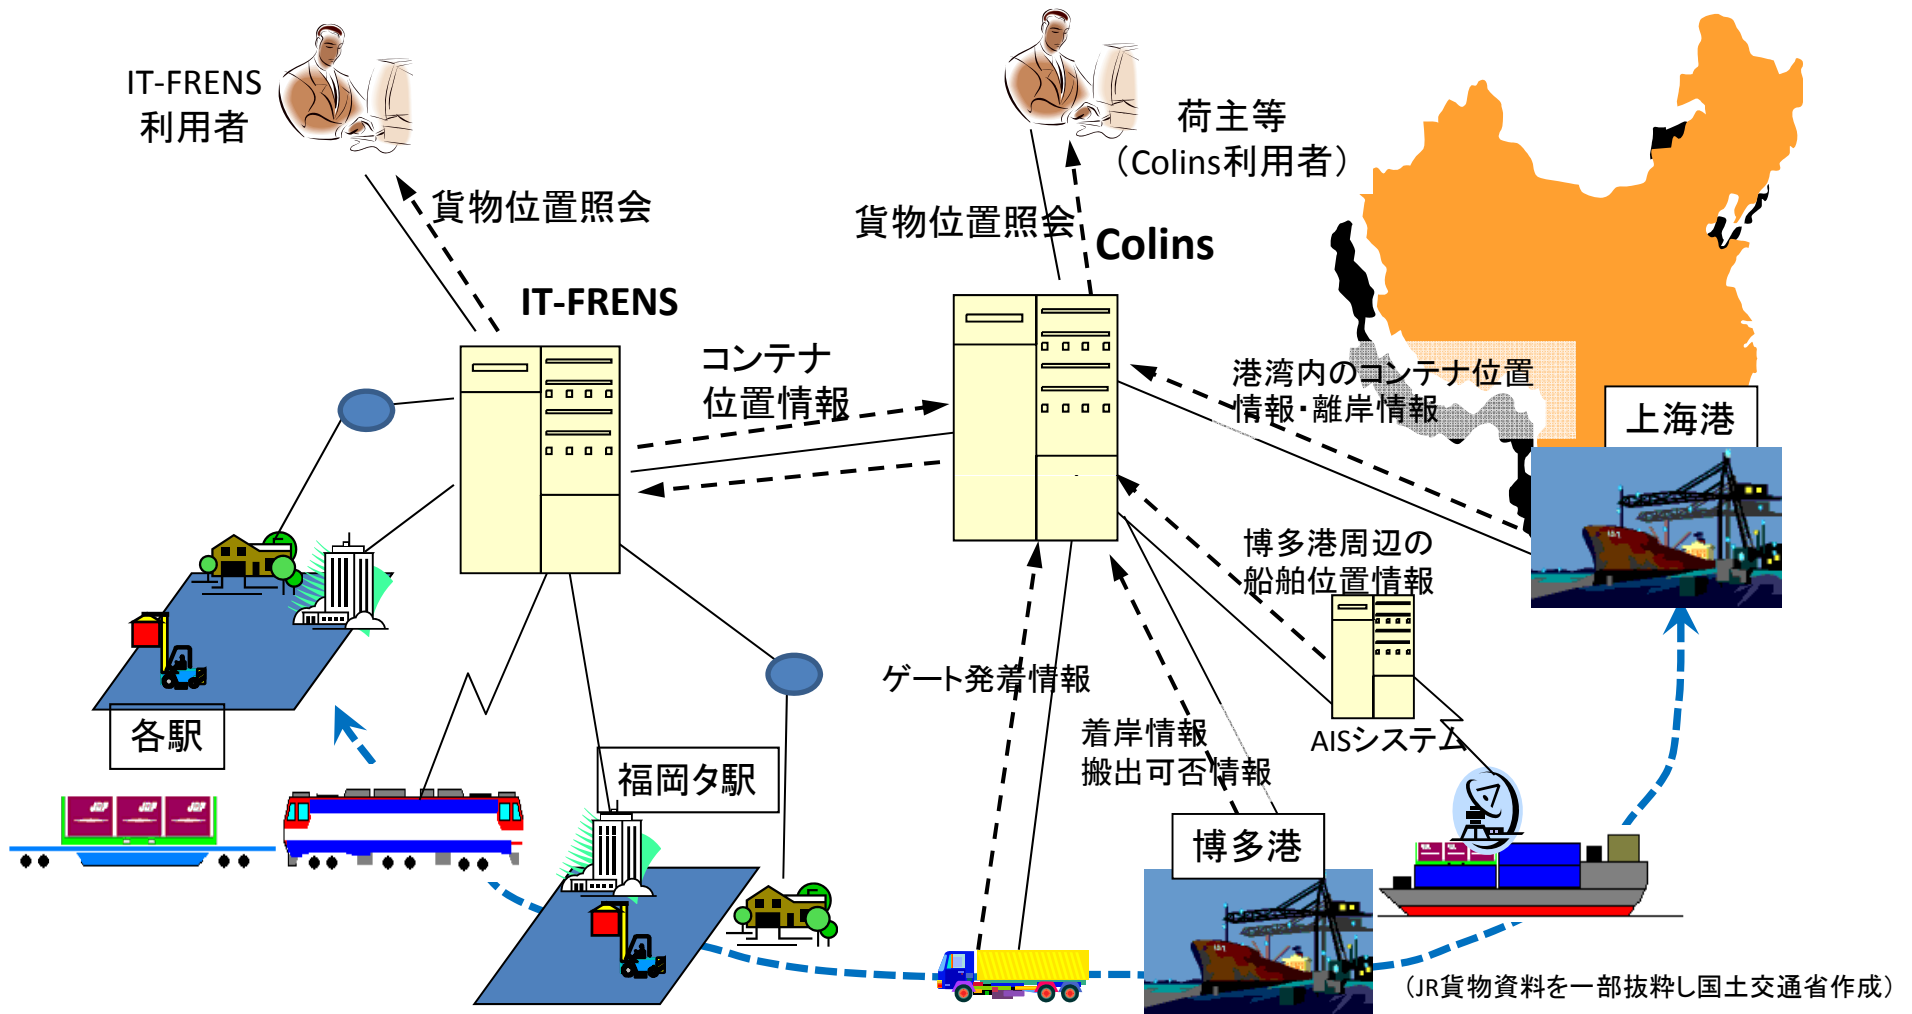 IT-FRENS
利用者
荷主等
（Colins利用者）
貨物位置照会
貨物位置照会
Colins
IT-FRENS
コンテナ
位置情報
港湾内のコンテナ位置
情報・離岸情報
上海港
博多港周辺の
船舶位置情報
ゲート発着情報
各駅
着岸情報
搬出可否情報
AISシステム
福岡タ駅
博多港
（JR貨物資料を一部抜粋し国土交通省作成）